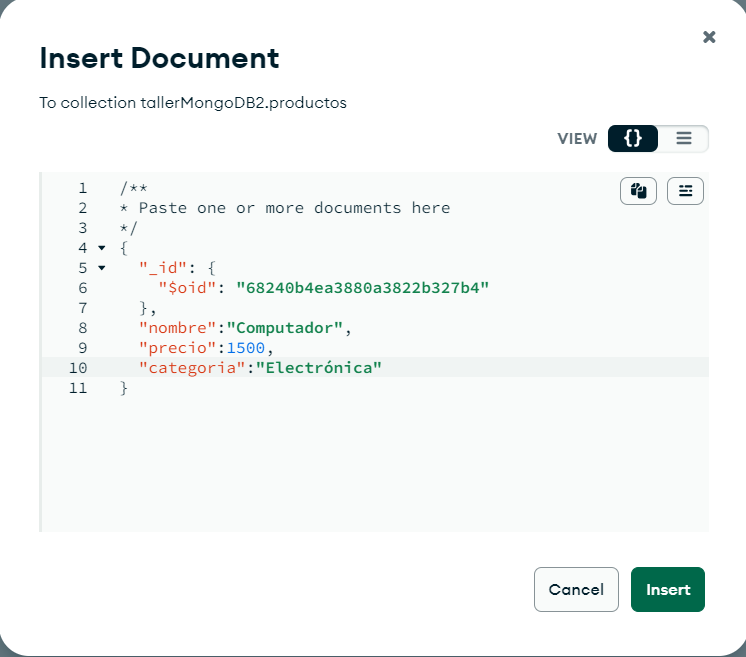 Insert Document
To collection tallerMongoDB2.productos
VIEW {}
1 /**
2 * Paste one or more documents here
3 */
4 {
5 "_id": {
6 "$oid": "68240b4ea3880a3822b327b4"
7 },
8 "nombre":"Computador",
9 "precio":1500,
10 "categoria":"Electrónica"
11 }
Cancel Insert